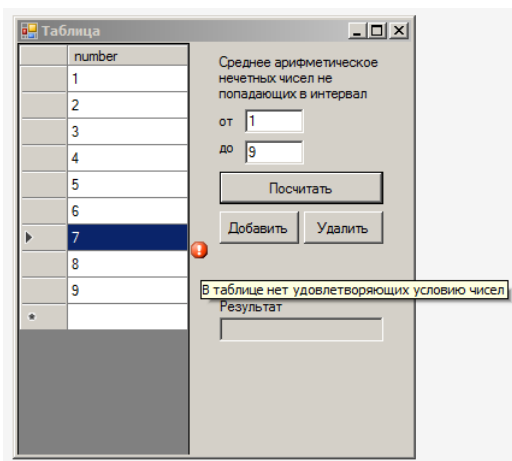 Таблица
number
1
2
3
4
5
6
7
8
9
Среднее арифметическое
нечетных чисел не
попадающих в интервал
от 1
до 9
Посчитать
Добавить Удалить
В таблице нет удовлетворяющих условию чисел
Результат